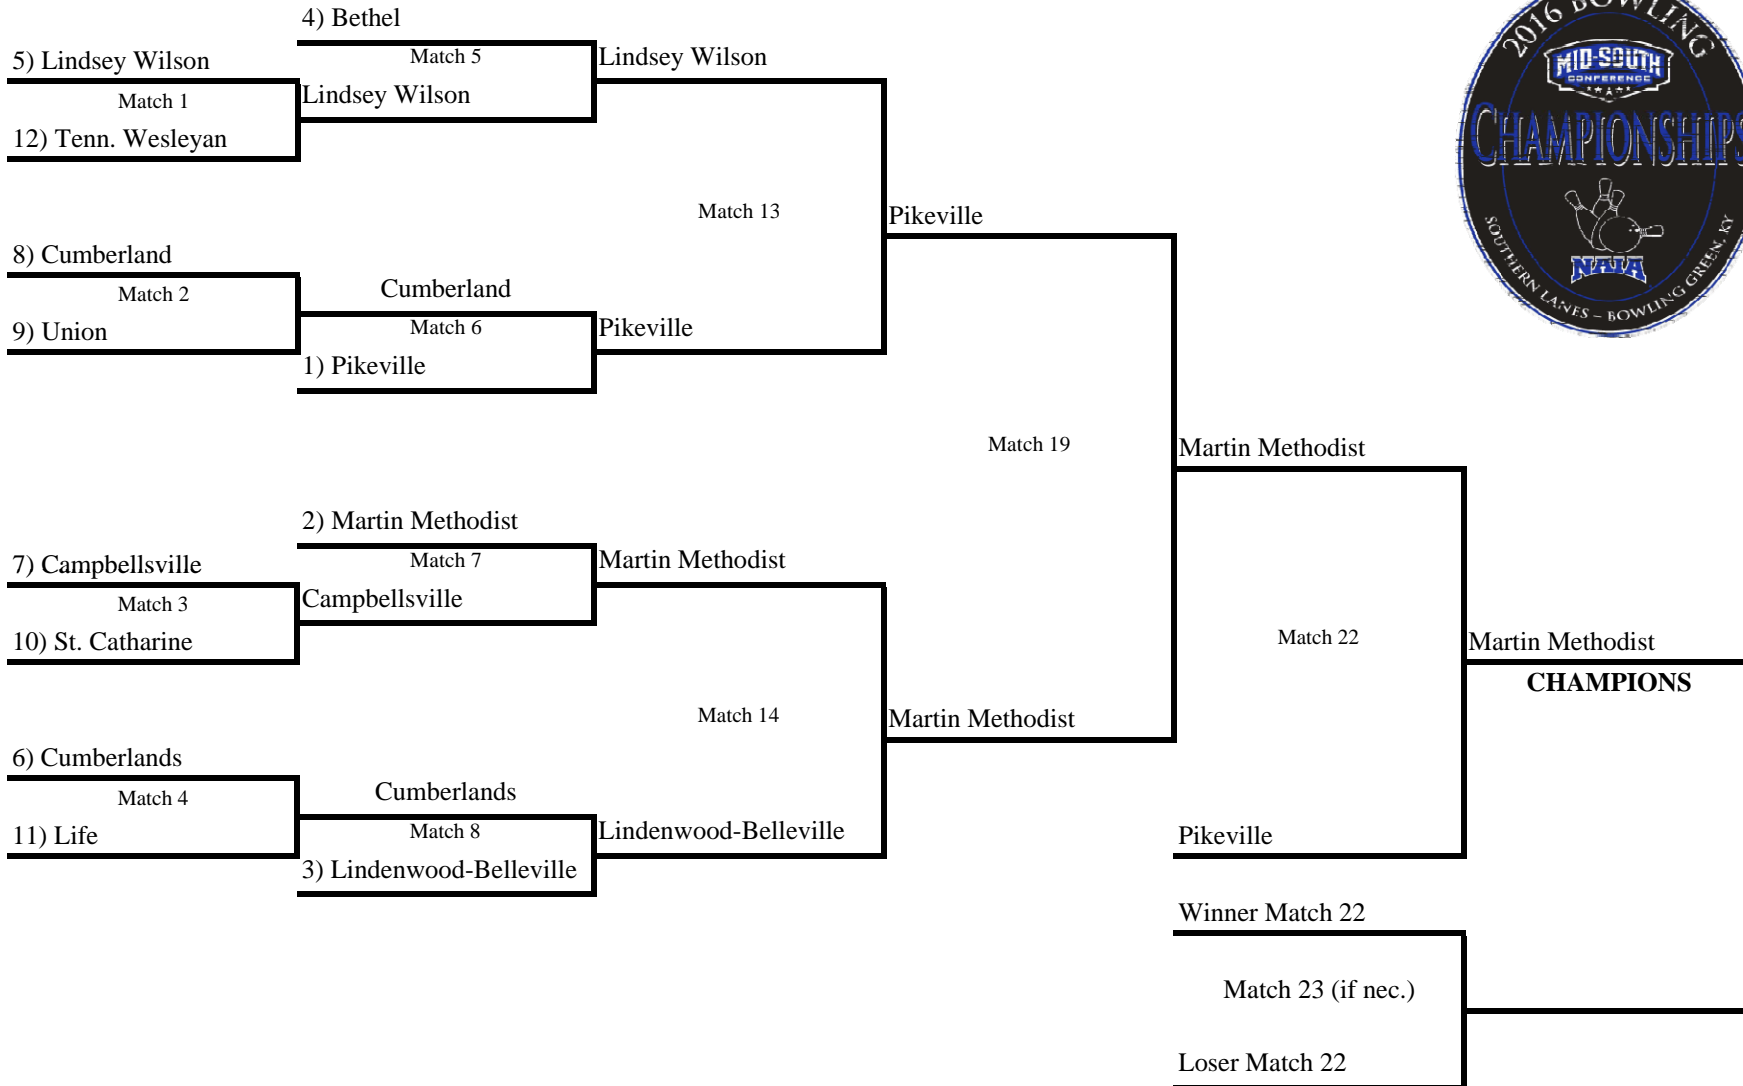 4) Bethel
5) Lindsey Wilson
Match 5
Lindsey Wilson
Match 1
Lindsey Wilson
12) Tenn. Wesleyan
Match 13
Pikeville
8) Cumberland
Match 2
Cumberland
9) Union
Match 6
Pikeville
1) Pikeville
Match 19
Martin Methodist
2) Martin Methodist
7) Campbellsville
Match 7
Martin Methodist
Match 3
Campbellsville
10) St. Catharine
Match 22
Martin Methodist
CHAMPIONS
Match 14
Martin Methodist
6) Cumberlands
Match 4
Cumberlands
11) Life
Match 8
Lindenwood-Belleville
3) Lindenwood-Belleville
Pikeville
Winner Match 22
Match 23 (if nec.)
Loser Match 22
2016 BOWLING
MID-SOUTH
CONFERENCE
CHAMPIONSHIPS
NAIA
SOUTHERN LANES – BOWLING GREEN, KY